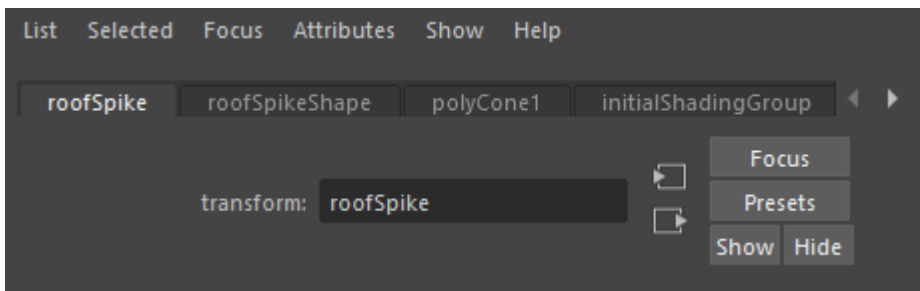 List Selected Focus Attributes Show Help
roofSpike roofSpikeShape polyCone1 initialShadingGroup
Focus
transform: roofSpike
Presets
Show Hide